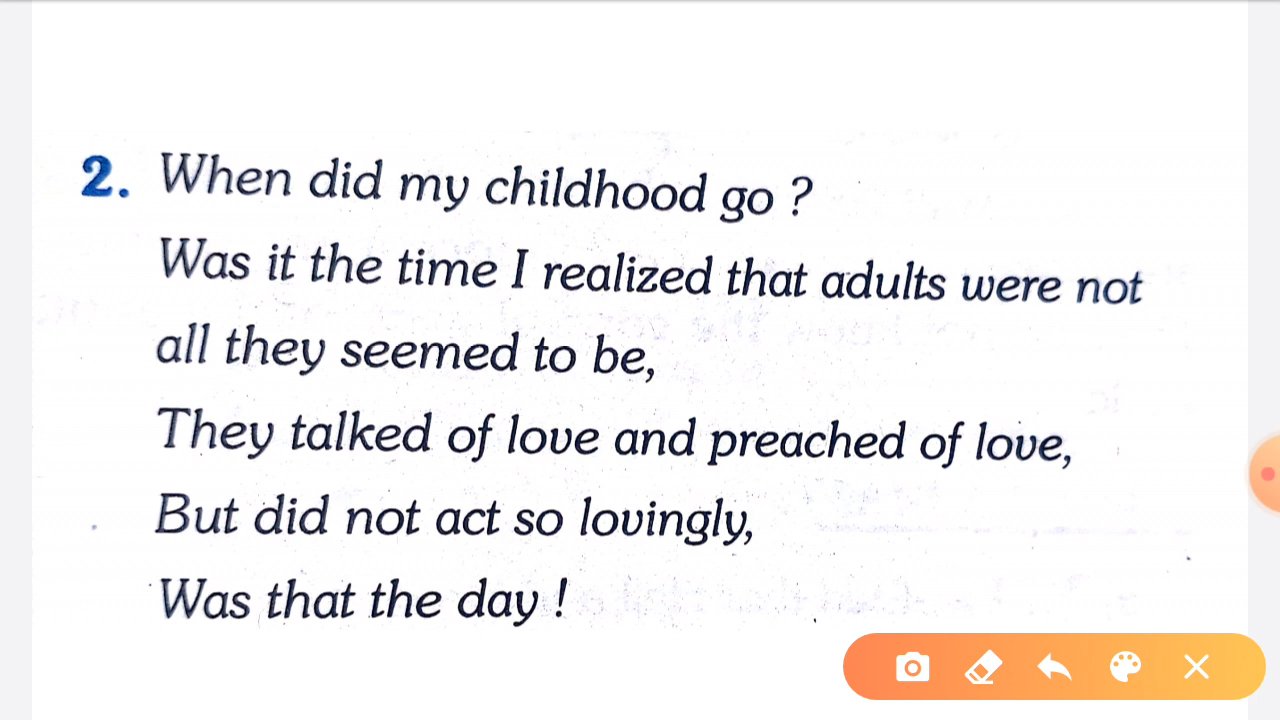 2. When did my childhood go ?
Was it the time I realized that adults were not
all they seemed to be,
They talked of love and preached of love,
But did not act so lovingly,
Was that the day !